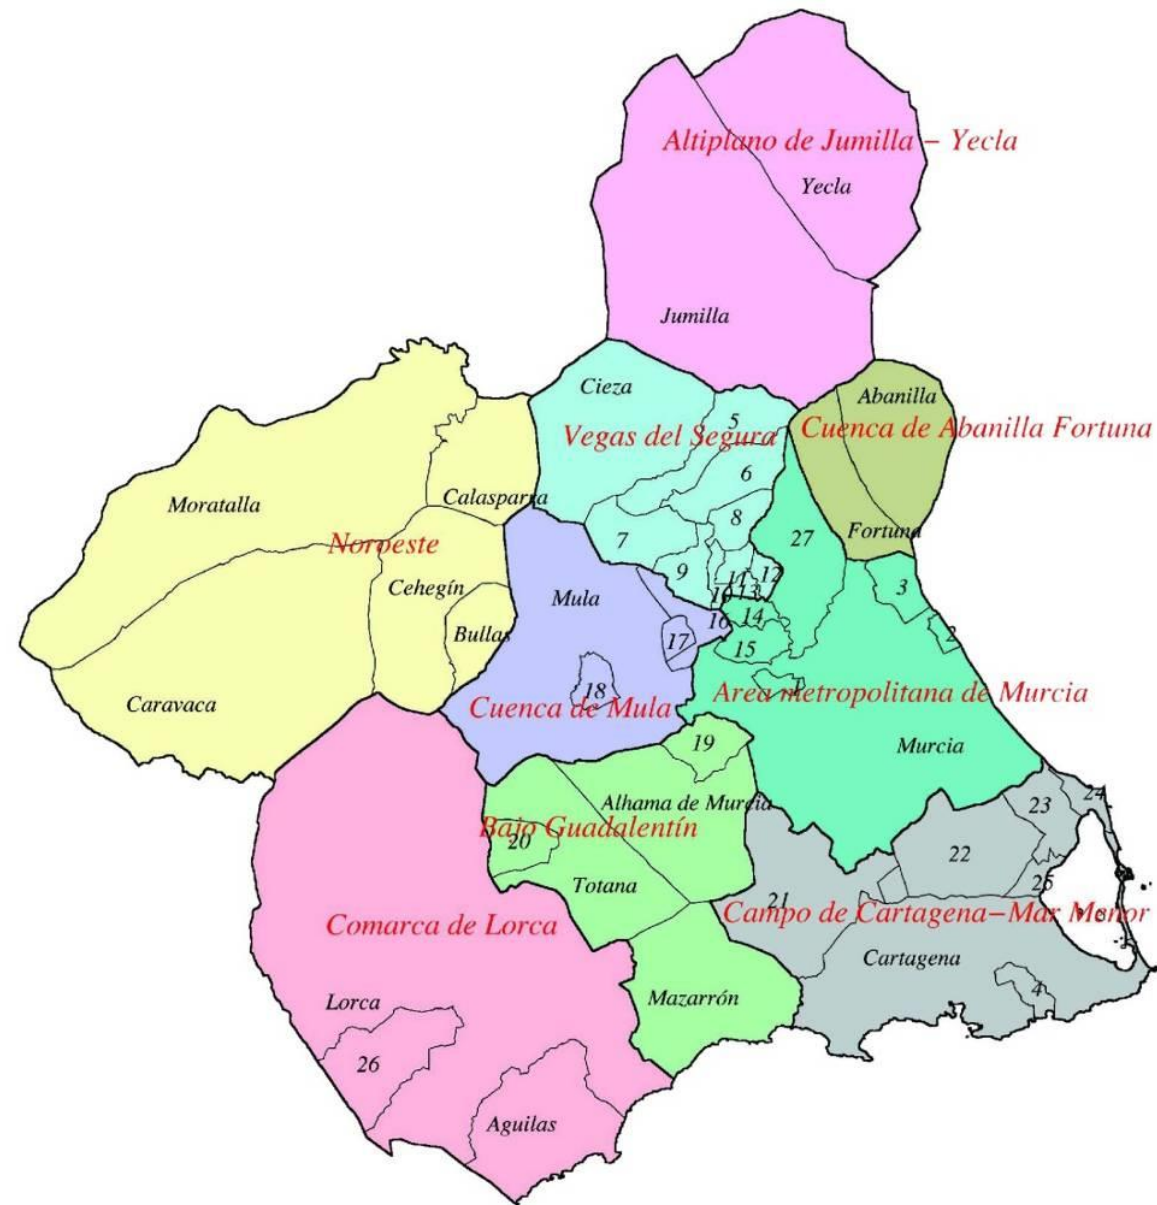 Altiplano de Jumilla – Yecla
Yecla
Jumilla
Cieza
Abanilla
5
Vegas del Segura
Cuenca de Abanilla Fortuna
6
Calasparra
Moratalla
8
Fortuna
7
27
Noroeste
9
11
12
Cehegín
3
Mula
10
13
16
14
Bullas
17
2
15
18
1
Caravaca
Cuenca de Mula
Area metropolitana de Murcia
19
Murcia
Alhama de Murcia
24
23
Bajo Guadalentín
20
22
Totana
25
21
Comarca de Lorca
Campo de Cartagena–Mar Menor
Cartagena
Lorca
Mazarrón
4
26
Aguilas